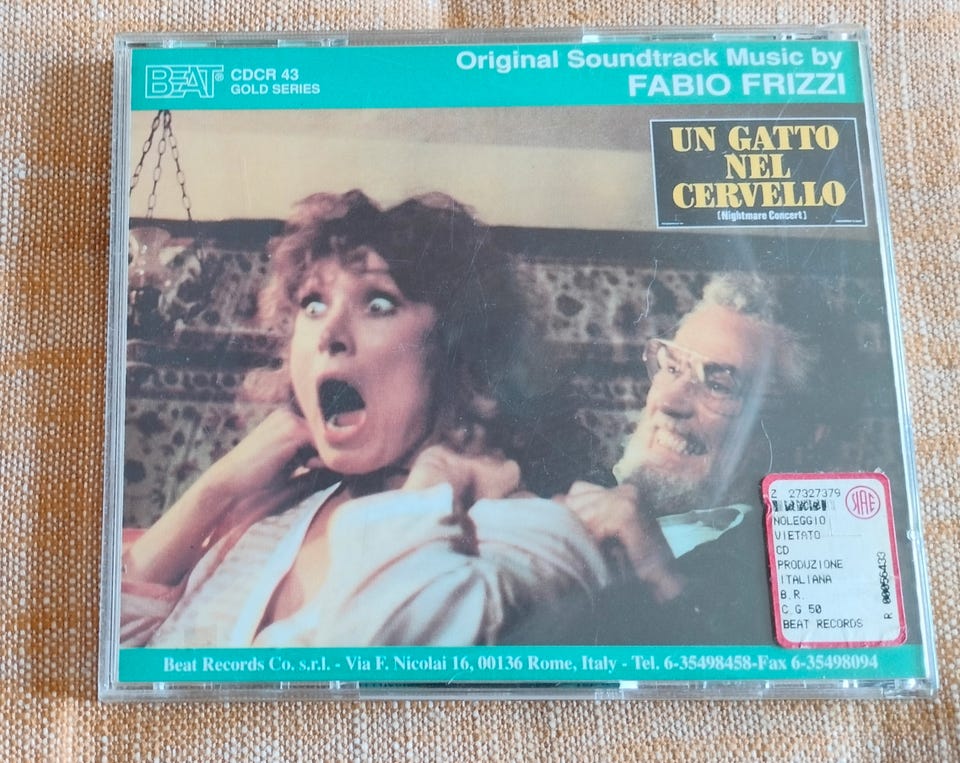 BEAT® CDCR 43
GOLD SERIES
Original Soundtrack Music by
FABIO FRIZZI
UN GATTO
NEL
CERVELLO
(Nightmare Concert)
Z 27327379
NOLEGGIO
VIETATO
CD
PRODUZIONE
ITALIANA
B.R.
C.G 50
BEAT RECORDS
R 00056433
Beat Records Co. s.r.l. - Via F. Nicolai 16, 00136 Rome, Italy - Tel. 6-35498458-Fax 6-35498094